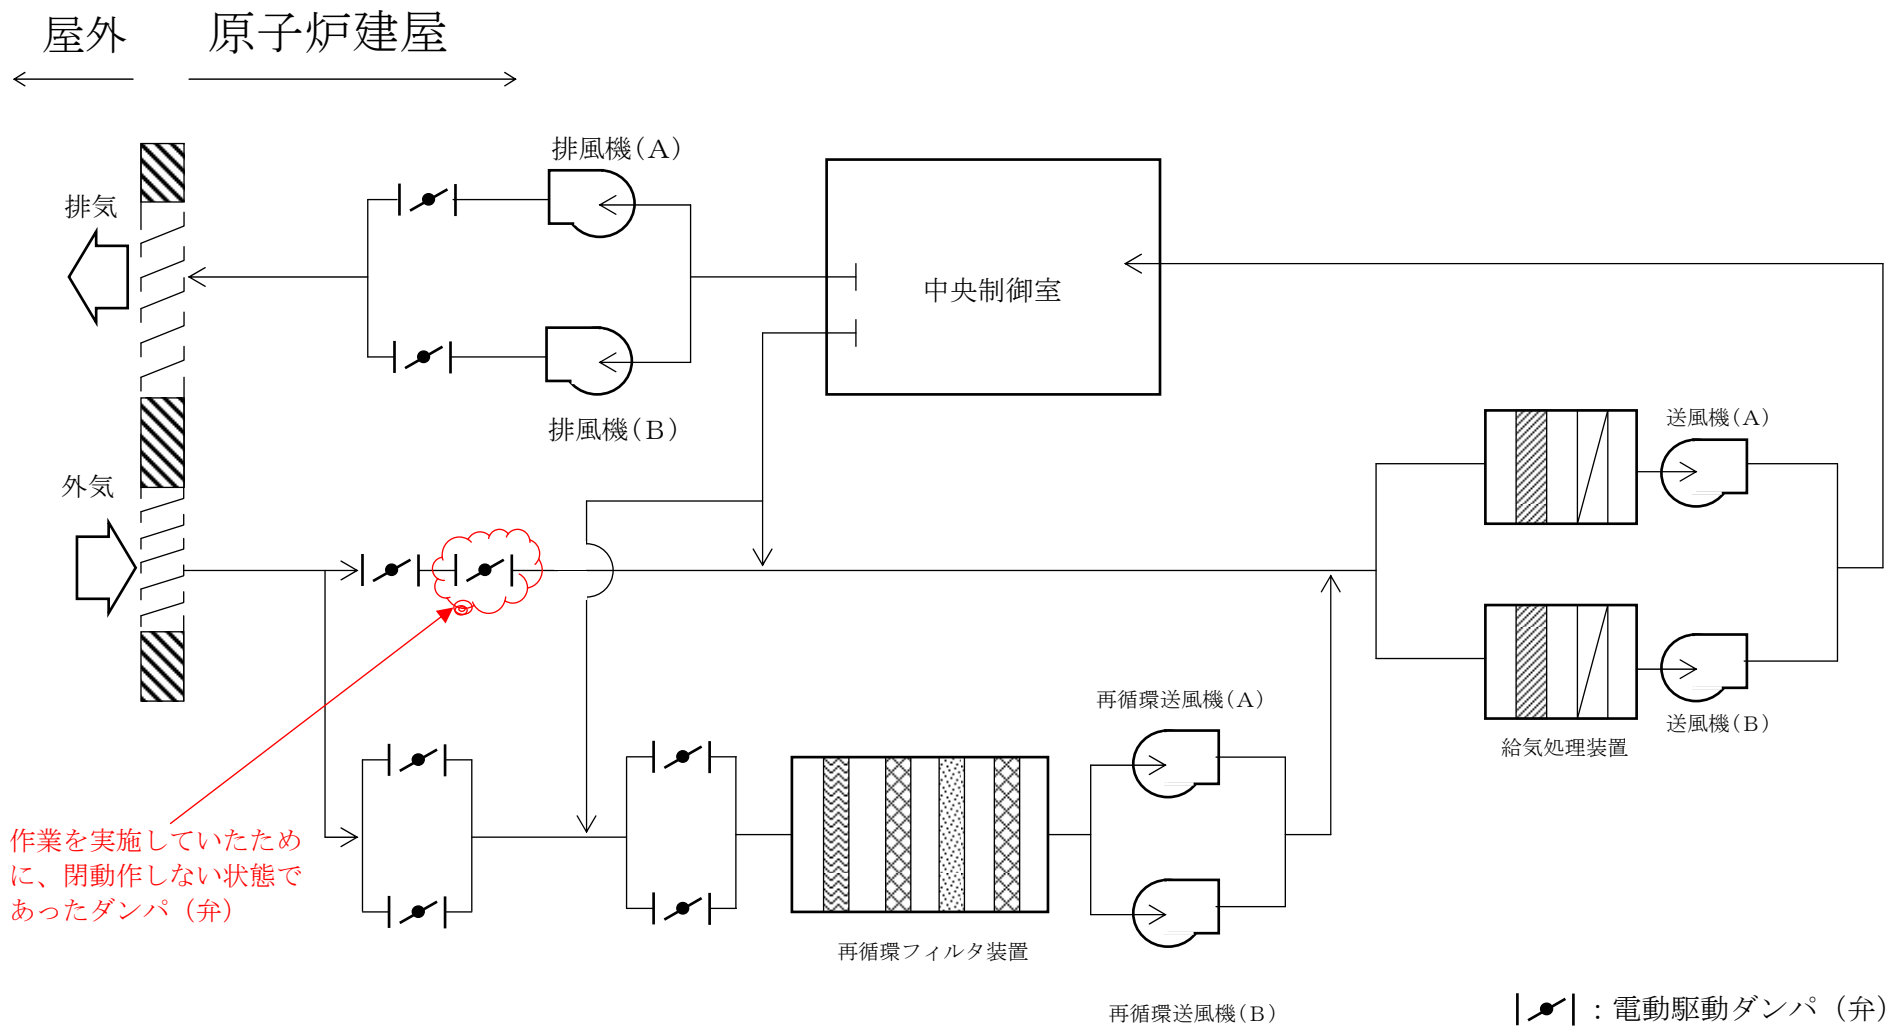 屋外
原子炉建屋
排風機(A)
排気
中央制御室
排風機(B)
送風機(A)
外気
再循環送風機(A)
送風機(B)
給気処理装置
作業を実施していたため
に、閉動作しない状態で
あったダンパ(弁)
再循環フィルタ装置
再循環送風機(B)
：電動駆動ダンパ（弁）